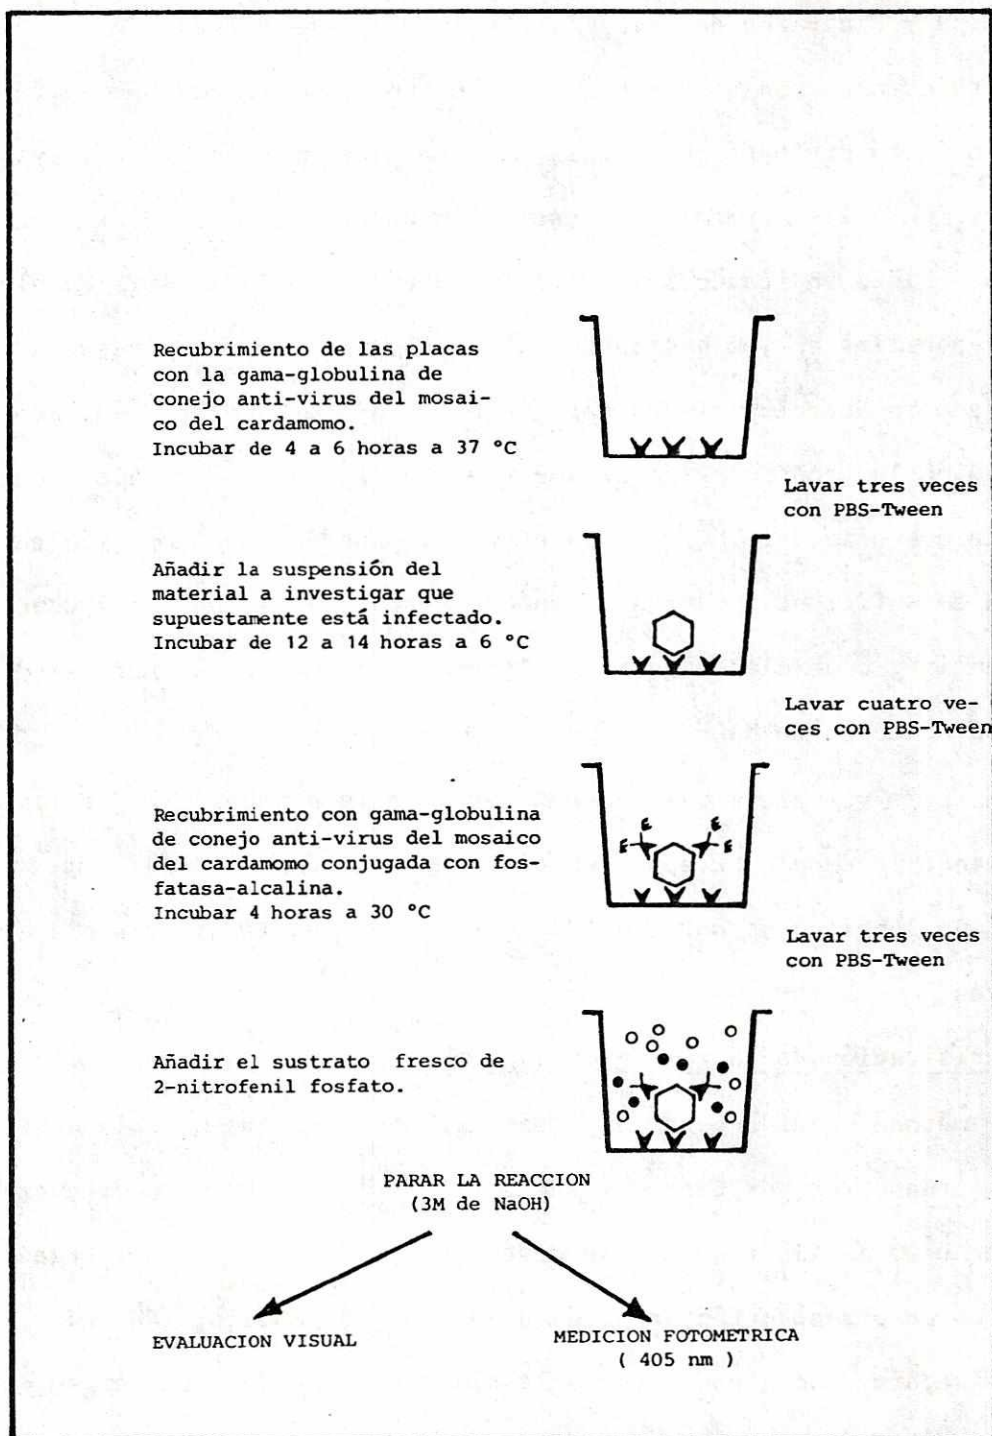 Recubrimiento de las placas
con la gama-globulina de
conejo anti-virus del mosai-
co del cardamomo.
Incubar de 4 a 6 horas a 37 °C
Lavar tres veces
con PBS-Tween
Añadir la suspensión del
material a investigar que
supuestamente está infectado.
Incubar de 12 a 14 horas a 6 °C
Lavar cuatro ve-
ces con PBS-Tween
E E
E E
Recubrimiento con gama-globulina
de conejo anti-virus del mosaico
del cardamomo conjugada con fos-
fatasa-alcalina.
Incubar 4 horas a 30 °C
Lavar tres veces
con PBS-Tween
Añadir el sustrato fresco de
2-nitrofenil fosfato.
PARAR LA REACCION
(3M de NaOH)
EVALUACION VISUAL
MEDICION FOTOMETRICA
( 405 nm )